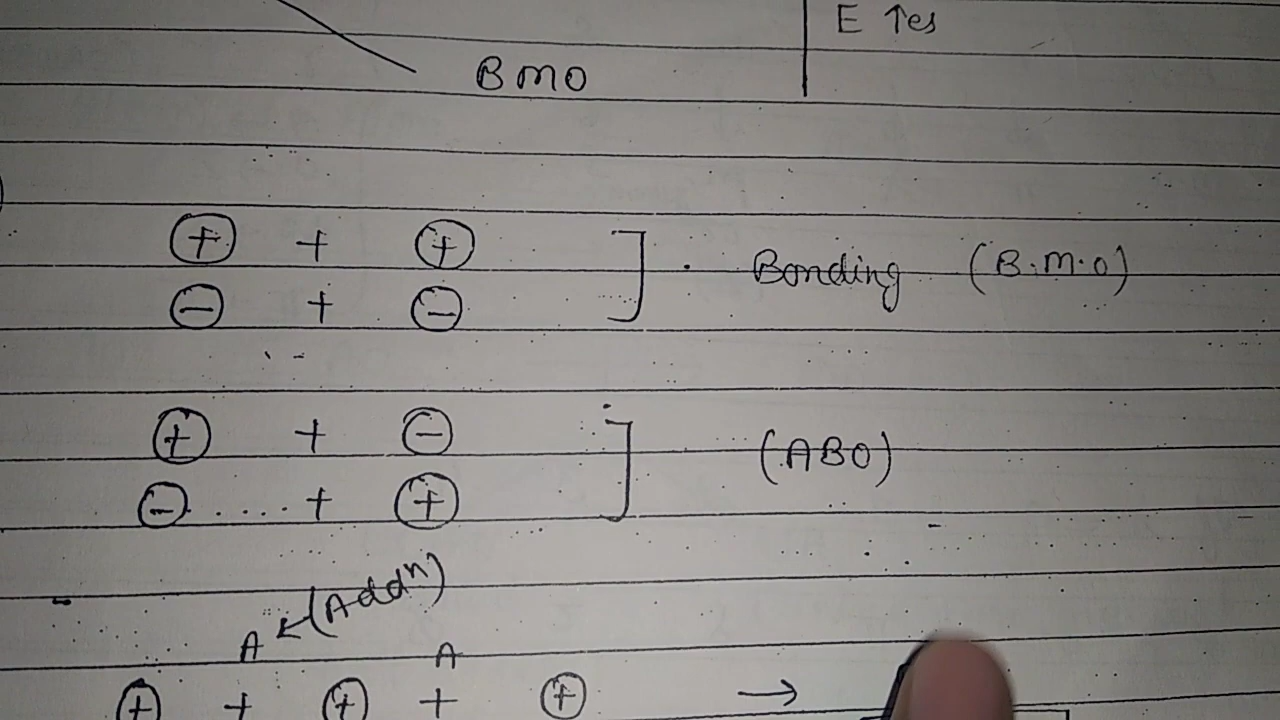 E ↑es
BMO
⊕ + ⊕
⊖ + ⊖
] . Bonding (B.M.O)
⊕ + ⊖
⊖ ..... + ⊕
] (ABO)
A ← (Addⁿ)
A
⊕ + ⊕ + ⊕ →